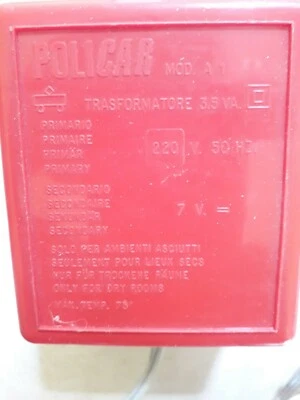 POLICAR MOD. A 1
TRASFORMATORE 3,5 VA.
PRIMARIO
PRIMAIRE
PRIMÄR
PRIMARY
220 V. 50 HZ.
SECONDARIO
SECONDAIRE
SECUNDÄR
SECONDARY
7 V. =
SOLO PER AMBIENTI ASCIUTTI
SEULEMENT POUR LIEUX SECS
NUR FÜR TROCKENE RÄUME
ONLY FOR DRY ROOMS
MAX. TEMP. 75°